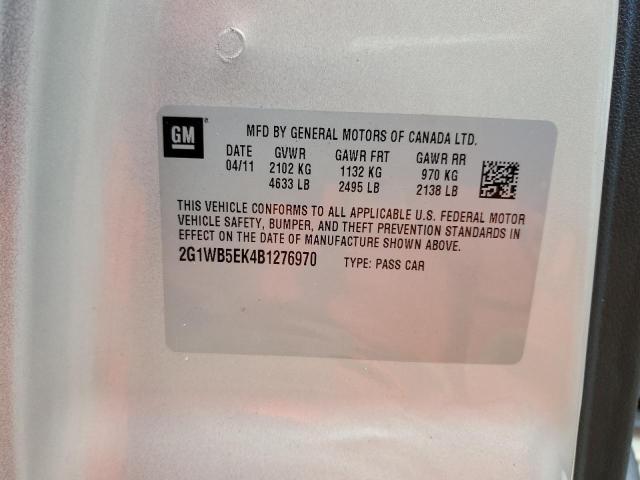 GM
MFD BY GENERAL MOTORS OF CANADA LTD.
DATE GVWR GAWR FRT GAWR RR
04/11 2102 KG 1132 KG 970 KG
4633 LB 2495 LB 2138 LB
THIS VEHICLE CONFORMS TO ALL APPLICABLE U.S. FEDERAL MOTOR
VEHICLE SAFETY, BUMPER, AND THEFT PREVENTION STANDARDS IN
EFFECT ON THE DATE OF MANUFACTURE SHOWN ABOVE.
2G1WB5EK4B1276970 TYPE: PASS CAR